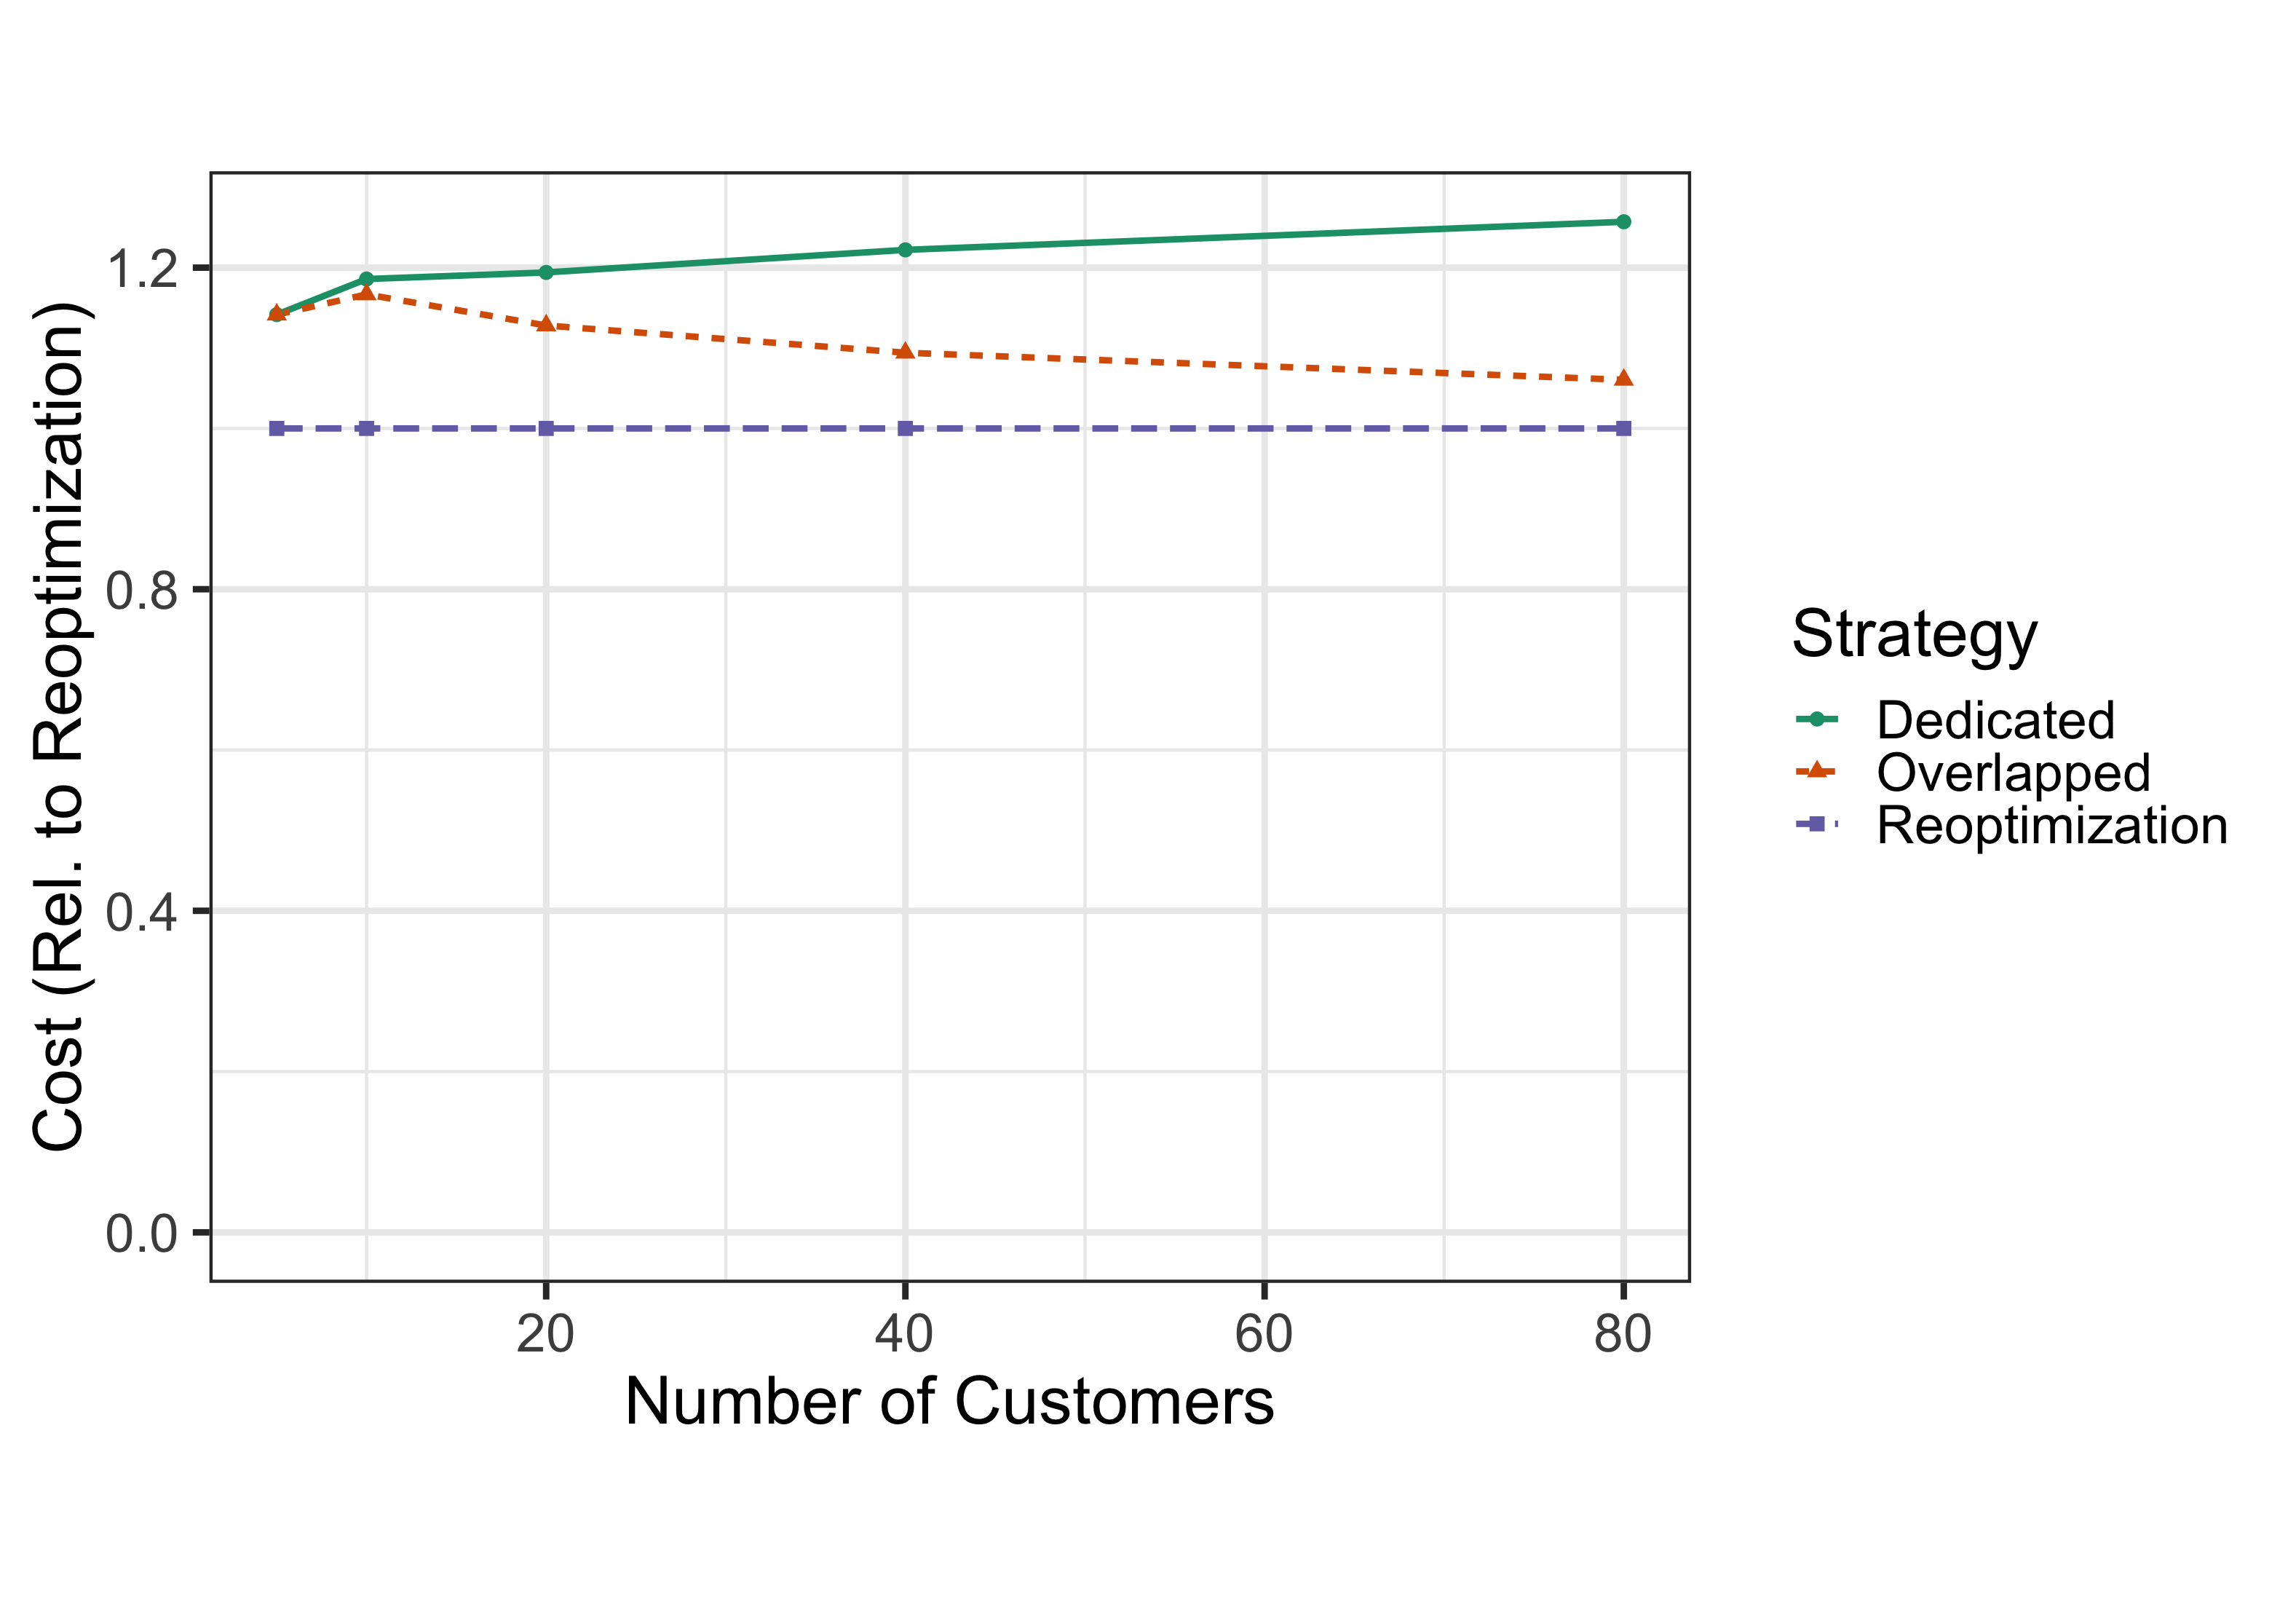 Cost (Rel. to Reoptimization)
1.2
0.8
0.4
0.0
20 40 60 80
Number of Customers
Strategy
Dedicated
Overlapped
Reoptimization